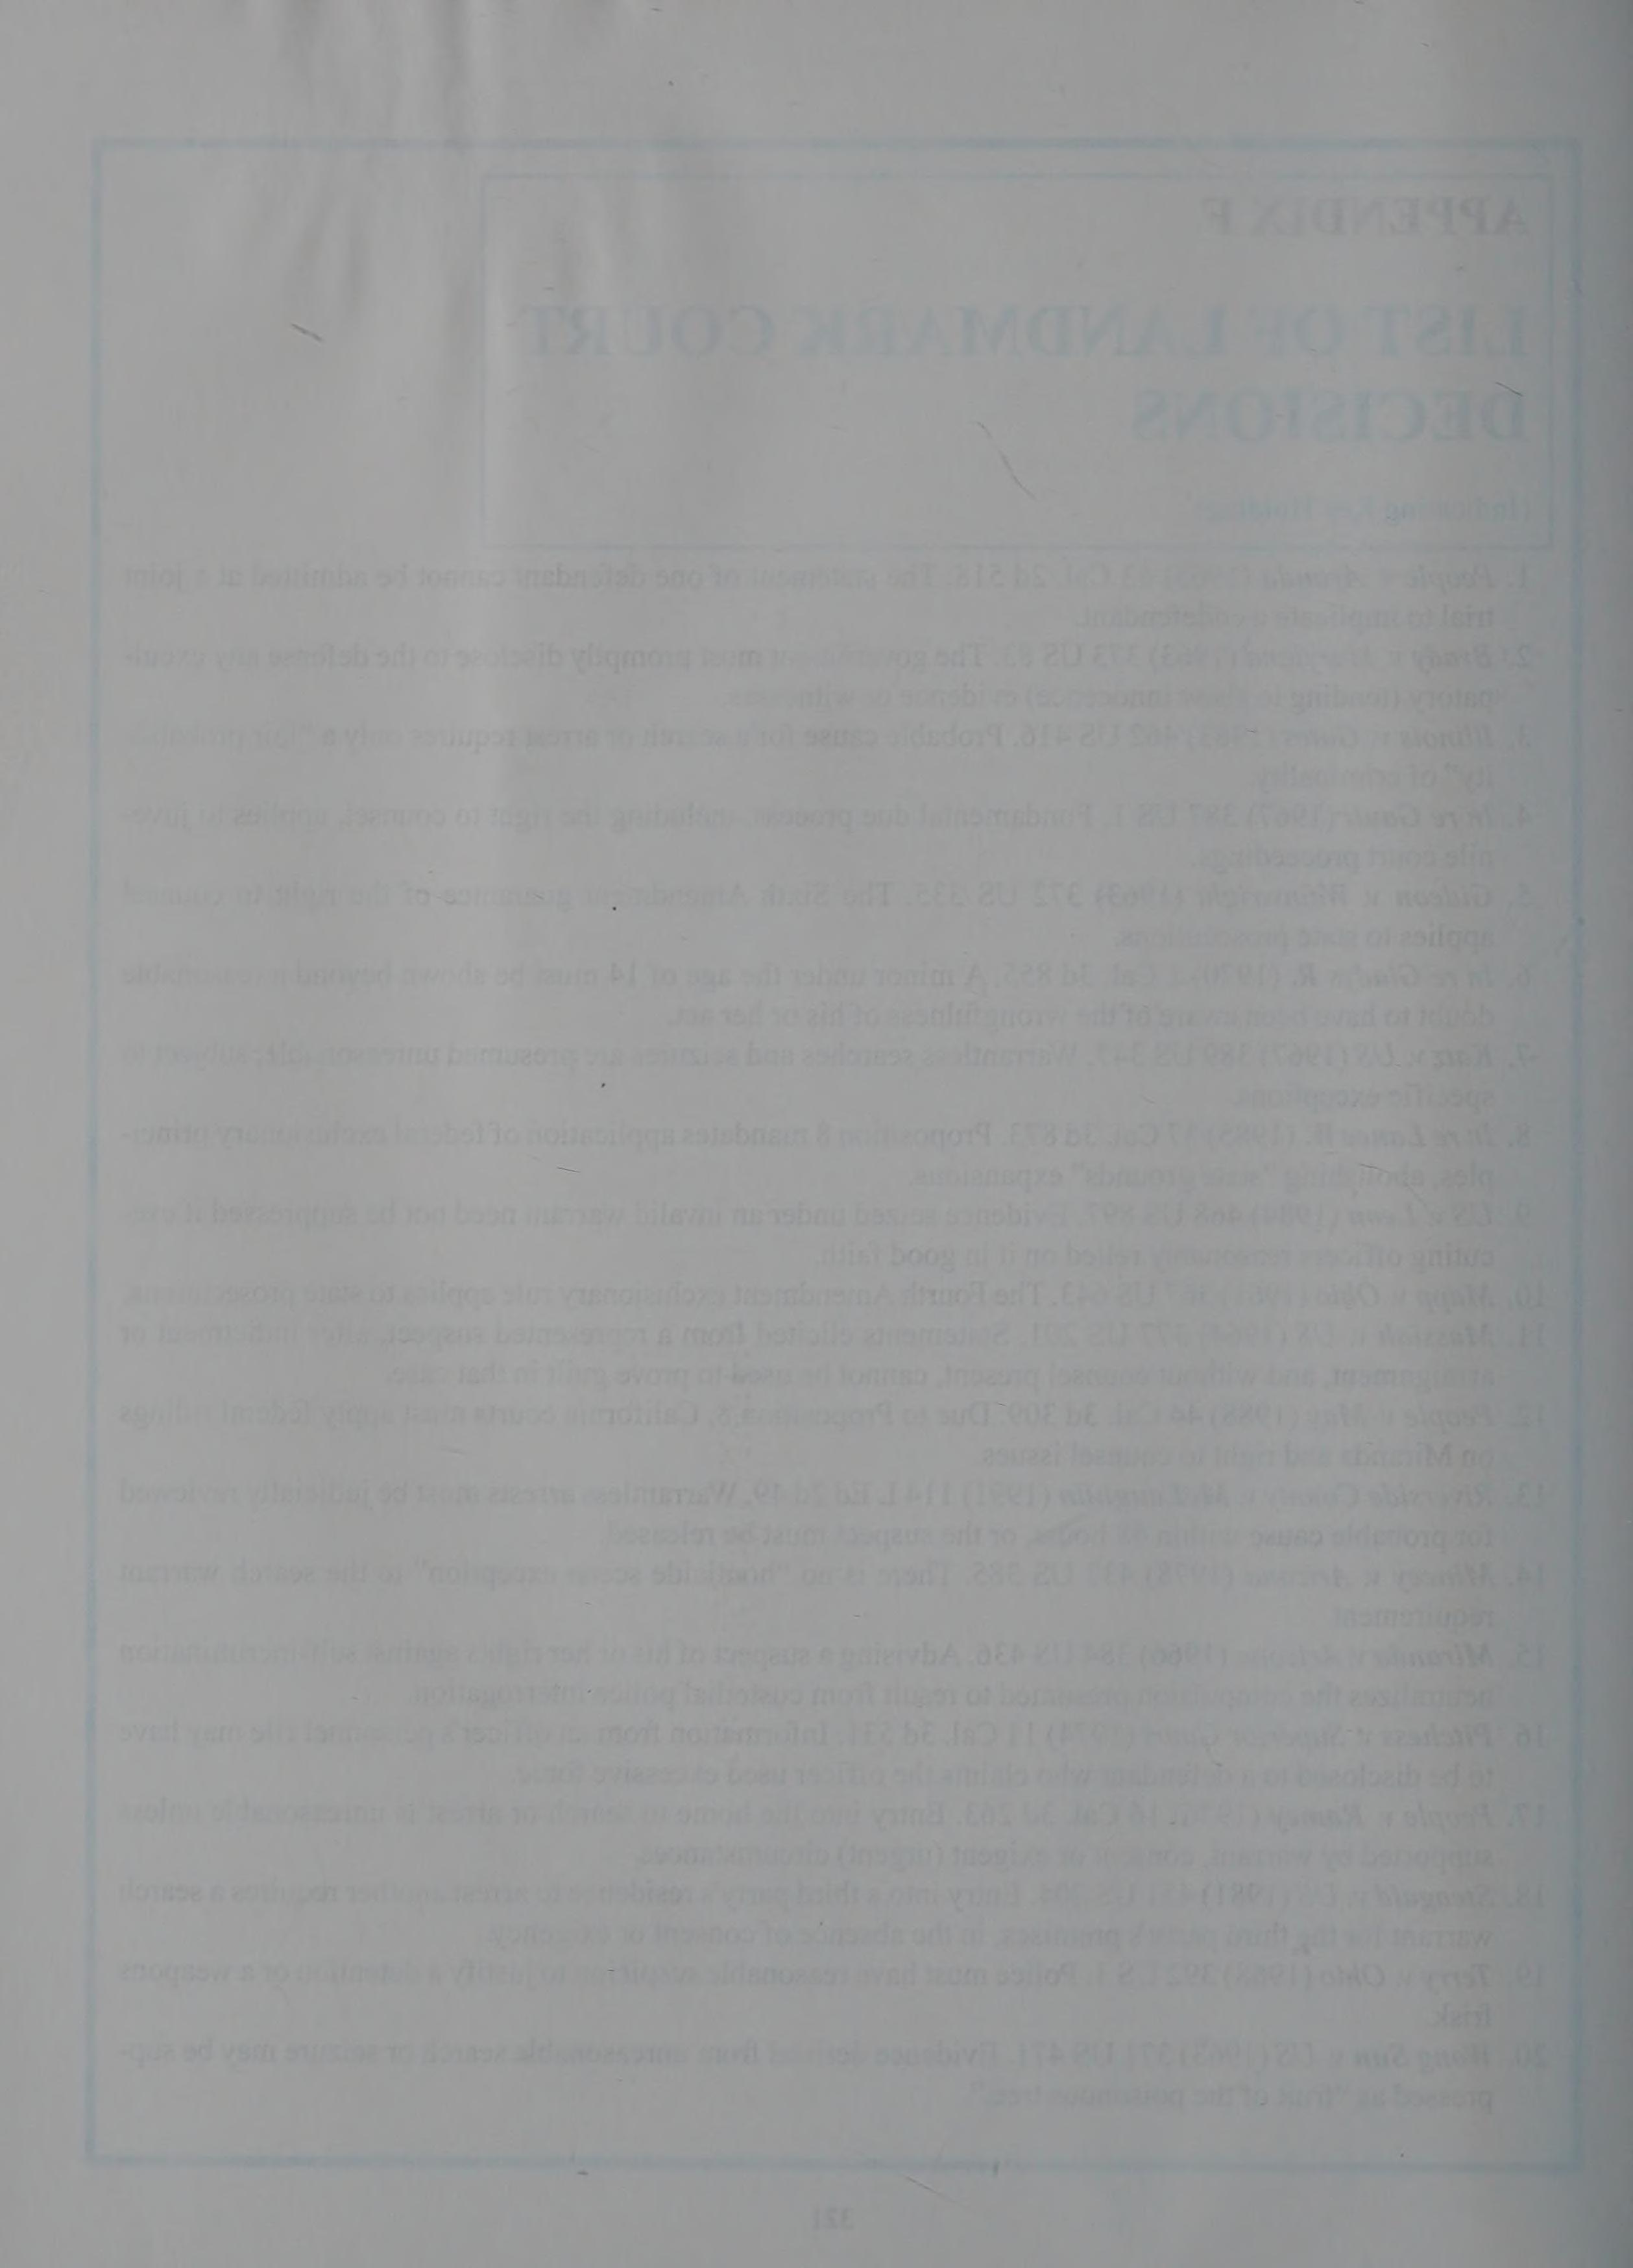 APPENDIX F
LIST OF LANDMARK COURT
DECISIONS
(Indicating Key Holdings)
1. People v. Aranda (1965) 63 Cal. 2d 518. The statement of one defendant cannot be admitted at a joint
trial to implicate a codefendant.
2. Brady v. Maryland (1963) 373 US 83. The government must promptly disclose to the defense any excul-
patory (tending to show innocence) evidence or witnesses.
3. Illinois v. Gates (1983) 462 US 416. Probable cause for a search or arrest requires only a "fair probabil-
ity" of criminality.
4. In re Gault (1967) 387 US 1. Fundamental due process, including the right to counsel, applies to juve-
nile court proceedings.
5. Gideon v. Wainwright (1963) 372 US 335. The Sixth Amendment guarantee of the right to counsel
applies to state prosecutions.
6. In re Gladys R. (1970) 1 Cal. 3d 855. A minor under the age of 14 must be shown beyond a reasonable
doubt to have been aware of the wrongfulness of his or her act.
7. Katz v. US (1967) 389 US 347. Warrantless searches and seizures are presumed unreasonable, subject to
specific exceptions.
8. In re Lance W. (1985) 37 Cal. 3d 873. Proposition 8 mandates application of federal exclusionary princi-
ples, abolishing "state grounds" expansions.
9. US v. Leon (1984) 468 US 897. Evidence seized under an invalid warrant need not be suppressed if exe-
cuting officers reasonably relied on it in good faith.
10. Mapp v. Ohio (1961) 367 US 643. The Fourth Amendment exclusionary rule applies to state prosecutions.
11. Massiah v. US (1964) 377 US 201. Statements elicited from a represented suspect, after indictment or
arraignment, and without counsel present, cannot be used to prove guilt in that case.
12. People v. May (1988) 44 Cal. 3d 309. Due to Proposition 8, California courts must apply federal rulings
on Miranda and right to counsel issues.
13. Riverside County v. McLaughlin (1991) 114 L Ed 2d 49. Warrantless arrests must be judicially reviewed
for probable cause within 48 hours, or the suspect must be released.
14. Mincey v. Arizona (1978) 437 US 385. There is no "homicide scene exception" to the search warrant
requirement.
15. Miranda v. Arizona (1966) 384 US 436. Advising a suspect of his or her rights against self-incrimination
neutralizes the compulsion presumed to result from custodial police interrogation.
16. Pitchess v. Superior Court (1974) 11 Cal. 3d 531. Information from an officer's personnel file may have
to be disclosed to a defendant who claims the officer used excessive force.
17. People v. Ramey (1976) 16 Cal. 3d 263. Entry into the home to search or arrest is unreasonable unless
supported by warrant, consent or exigent (urgent) circumstances.
18. Steagald v. US (1981) 451 US 204. Entry into a third party's residence to arrest another requires a search
warrant for the third party's premises, in the absence of consent or exigency.
19. Terry v. Ohio (1968) 392 US 1. Police must have reasonable suspicion to justify a detention or a weapons
frisk.
20. Wong Sun v. US (1963) 371 US 471. Evidence derived from unreasonable search or seizure may be sup-
pressed as "fruit of the poisonous tree."
321